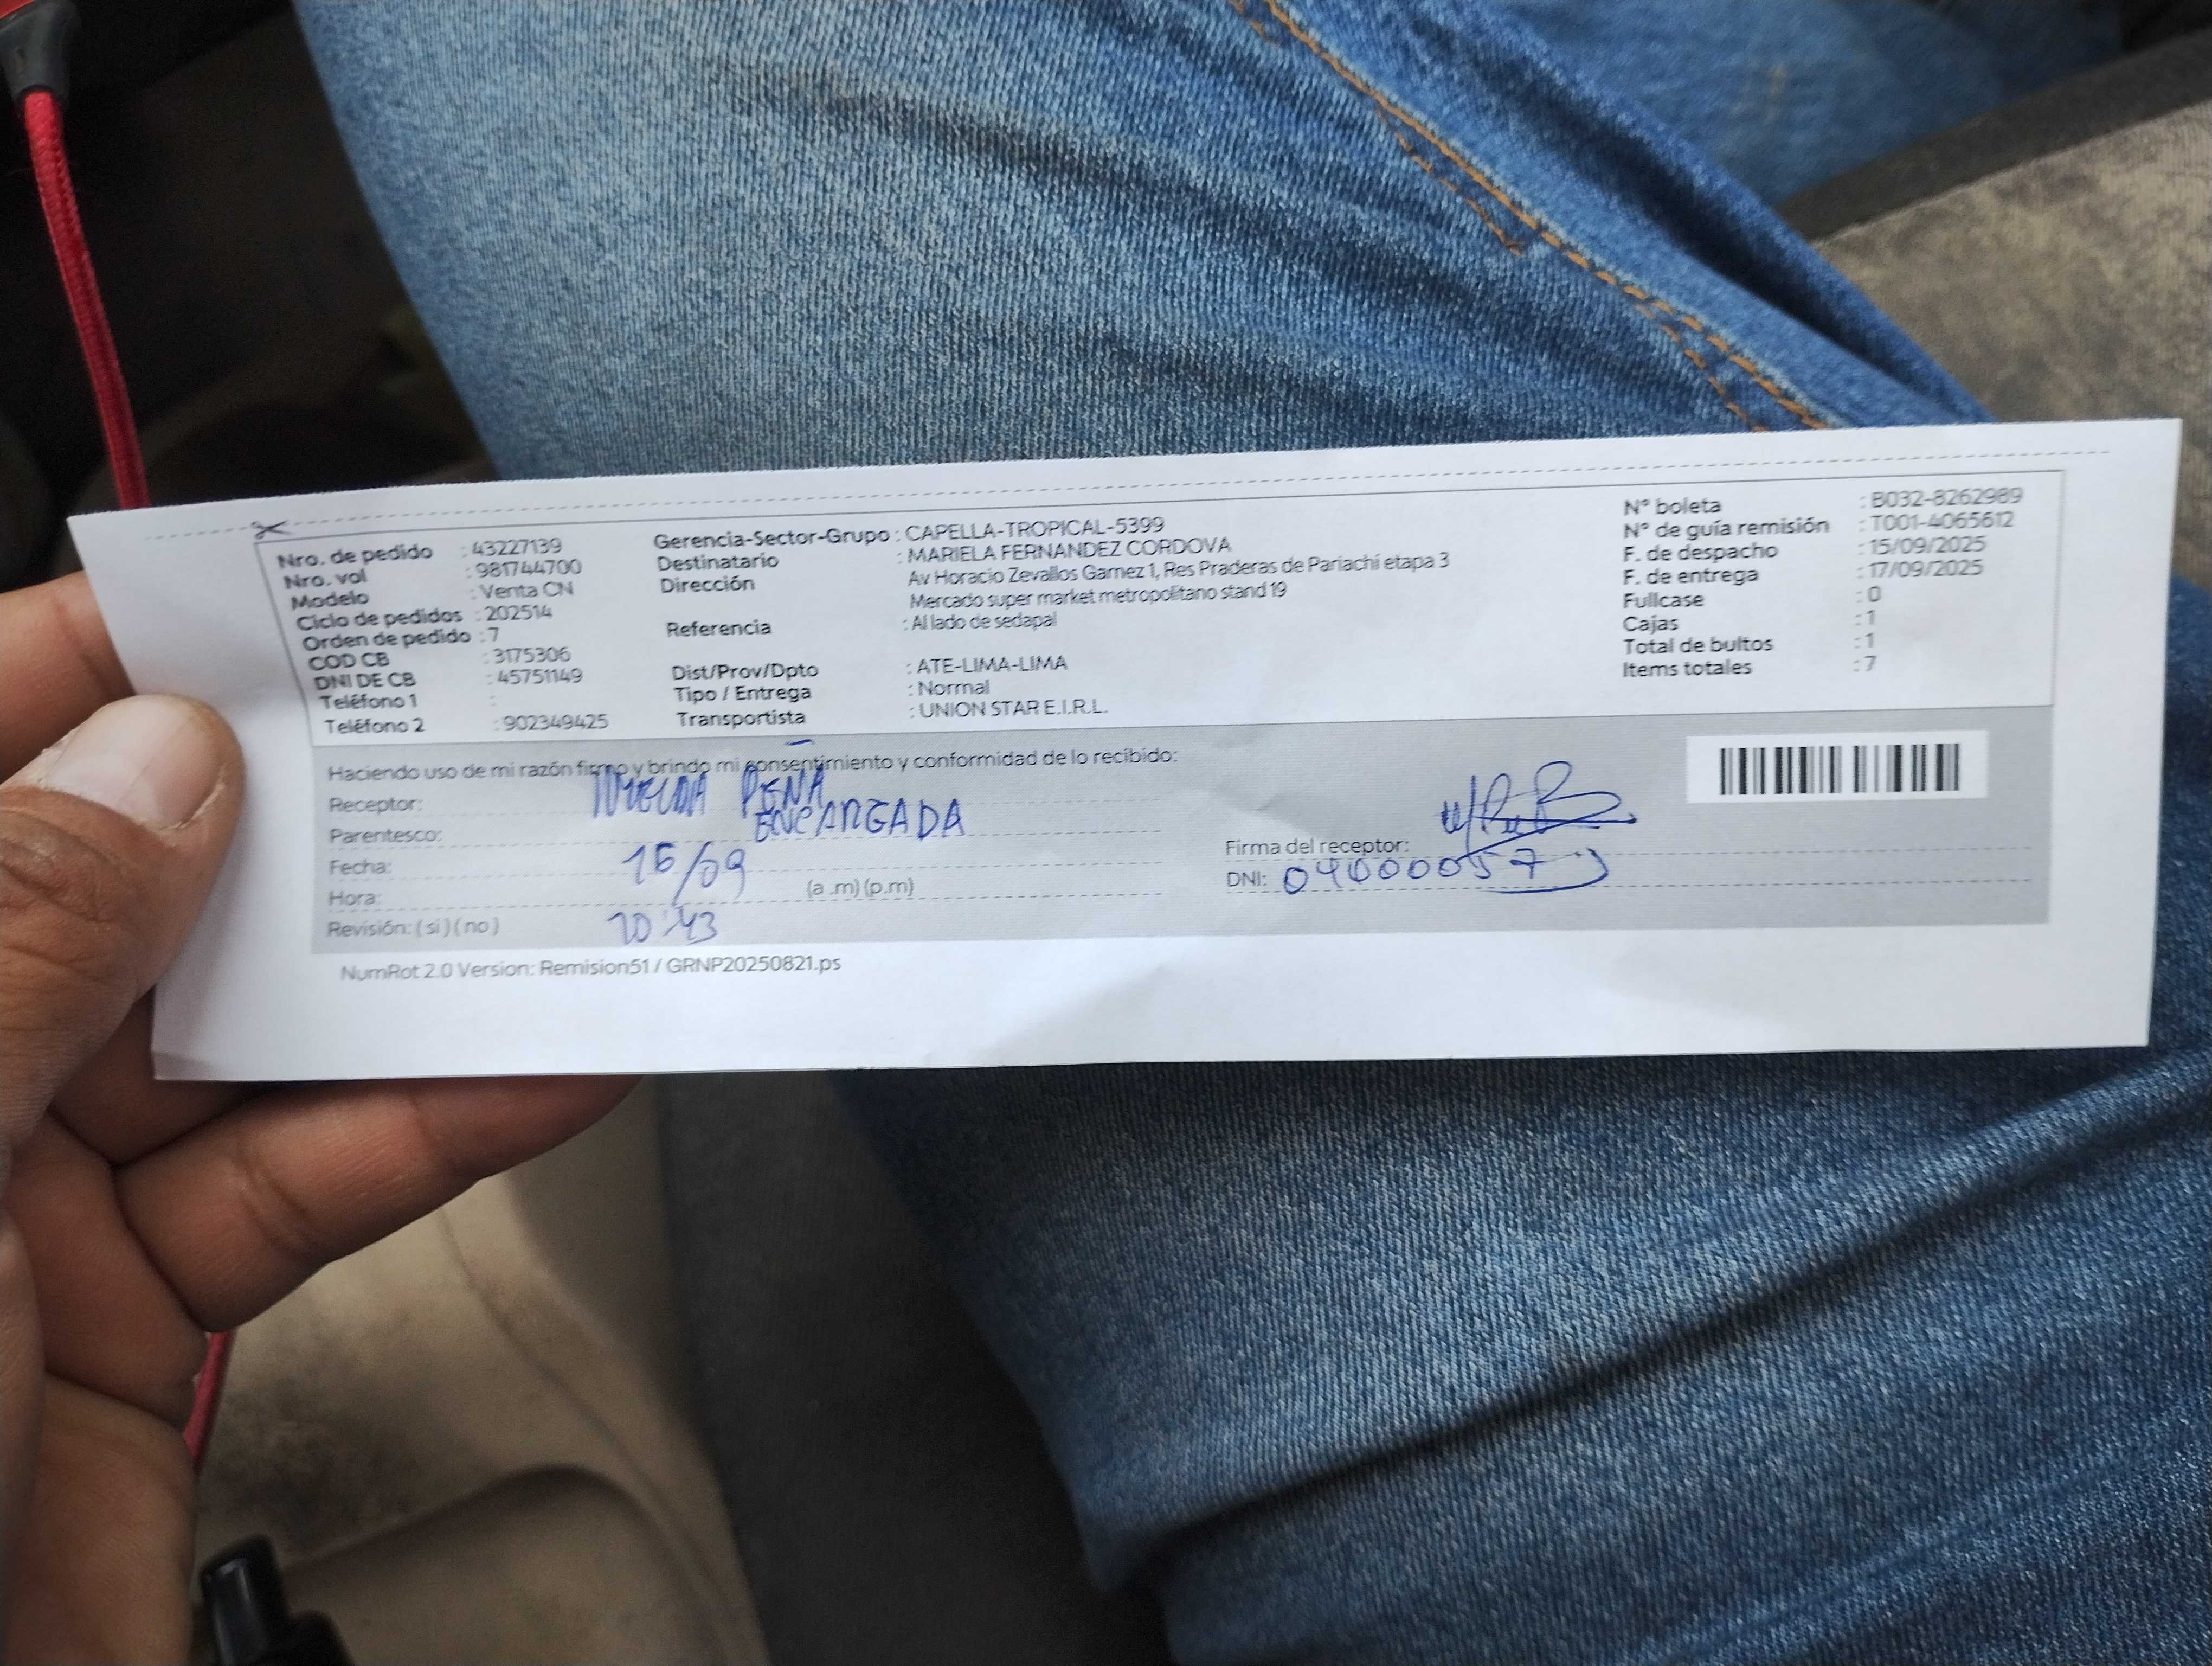 Nro. de pedido : 43227139
Nro. vol : 981744700
Modelo : Venta CN
Ciclo de pedidos : 202514
Orden de pedido : 7
COD CB : 3175306
DNI DE CB : 45751149
Teléfono 1 :
Teléfono 2 : 902349425
Gerencia-Sector-Grupo : CAPELLA-TROPICAL-5399
Destinatario : MARIELA FERNANDEZ CORDOVA
Dirección Av Horacio Zevallos Gamez 1, Res Praderas de Pariachi etapa 3
Mercado super market metropolitano stand 19
Referencia : Al lado de sedapal
Dist/Prov/Dpto : ATE-LIMA-LIMA
Tipo / Entrega : Normal
Transportista : UNION STAR E.I.R.L.
N° boleta : B032-8262989
N° de guía remisión : T001-4065612
F. de despacho : 15/09/2025
F. de entrega : 17/09/2025
Fullcase : 0
Cajas : 1
Total de bultos : 1
Items totales : 7
Haciendo uso de mi razón firmo y brindo mi consentimiento y conformidad de lo recibido:
Receptor: PEÑA
Parentesco: ENCARGADA
Fecha: 16/09
Hora: (a .m) (p.m)
Revisión: ( si ) ( no ) 10:43
Firma del receptor:
DNI:
NumRot 2.0 Version: Remision51 / GRNP20250821.ps